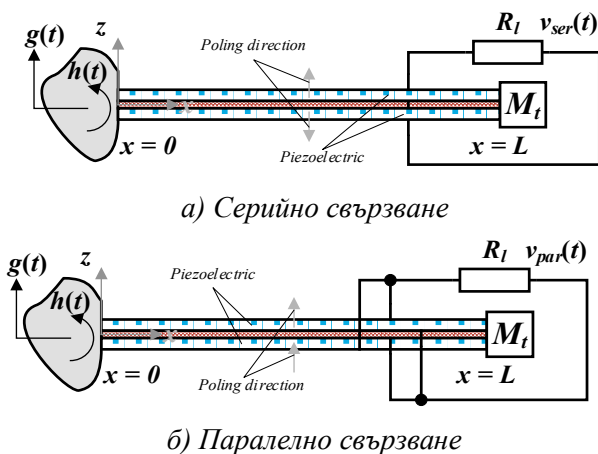 g(t)
z
h(t)
Poling direction
R_l v_ser(t)
M_t
Piezoelectric
x = 0
x = L
а) Серийно свързване
g(t)
z
h(t)
Piezoelectric
R_l v_par(t)
M_t
x = 0
Poling direction
x = L
б) Паралелно свързване